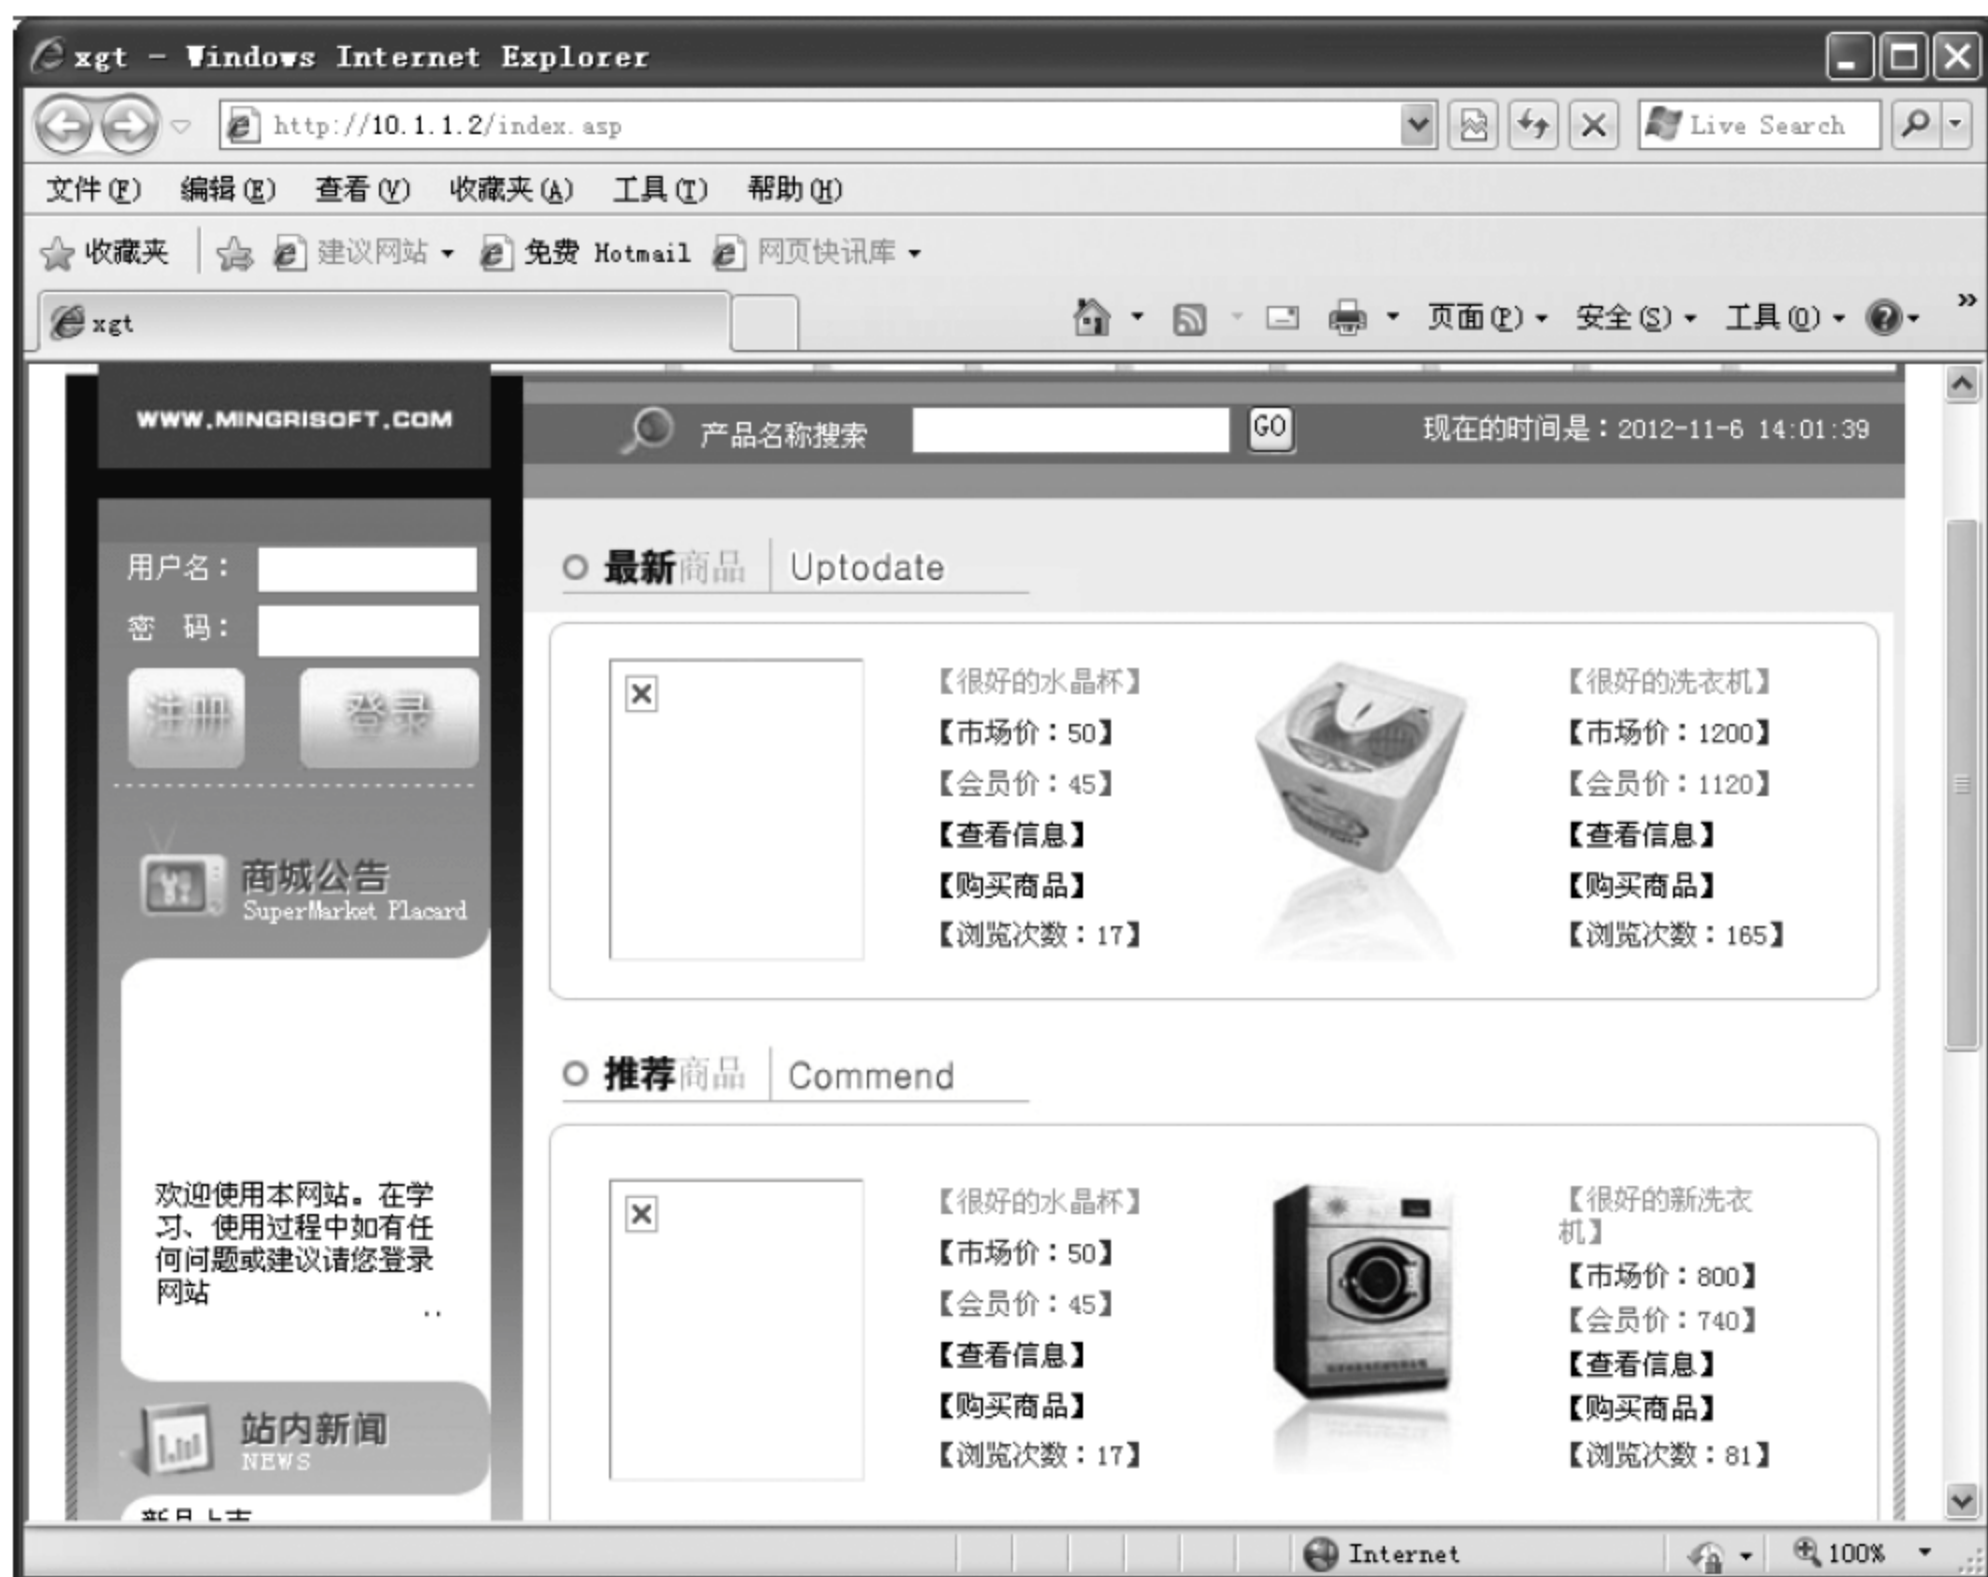 xgt - Windows Internet Explorer
http://10.1.1.2/index.asp
Live Search
文件(F) 编辑(E) 查看(V) 收藏夹(A) 工具(T) 帮助(H)
收藏夹 建议网站 免费 Hotmail 网页快讯库
xgt
页面(P) 安全(S) 工具(O) »
WWW.MINGRISOFT.COM
产品名称搜索 GO 现在的时间是：2012-11-6 14:01:39
用户名：
密 码：
注册 登录
商城公告
SuperMarket Placard
欢迎使用本网站。在学
习、使用过程中如有任
何问题或建议请您登录
网站
..
站内新闻
NEWS
新品上市
最新商品 Uptodate
【很好的水晶杯】
【市场价：50】
【会员价：45】
【查看信息】
【购买商品】
【浏览次数：17】
【很好的洗衣机】
【市场价：1200】
【会员价：1120】
【查看信息】
【购买商品】
【浏览次数：165】
推荐商品 Commend
【很好的水晶杯】
【市场价：50】
【会员价：45】
【查看信息】
【购买商品】
【浏览次数：17】
【很好的新洗衣
机】
【市场价：800】
【会员价：740】
【查看信息】
【购买商品】
【浏览次数：81】
Internet 100%